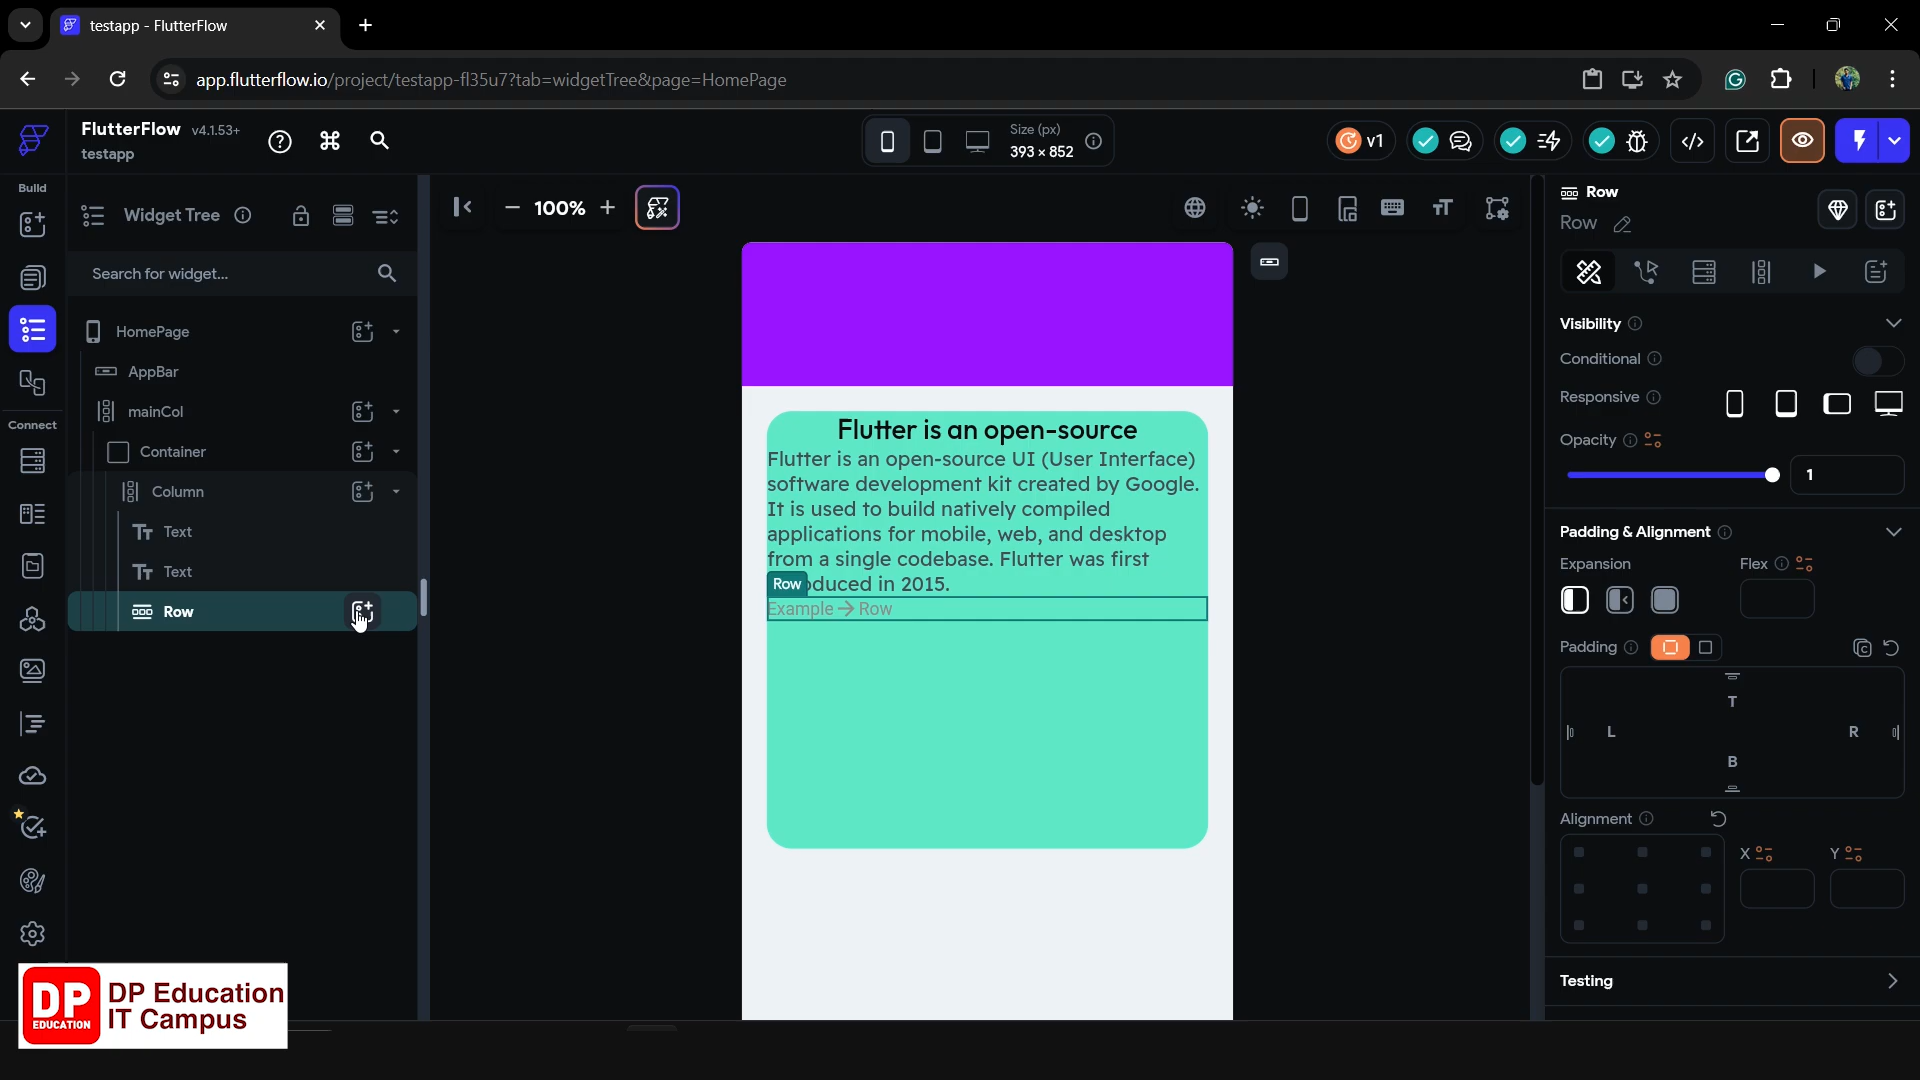 testapp - FlutterFlow
app.flutterflow.io/project/testapp-fl35u7?tab=widgetTree&page=HomePage
FlutterFlow v4.1.53+
testapp
Size (px)
393 × 852
v1
Build
Widget Tree
100%
Search for widget...
HomePage
AppBar
mainCol
Connect
Container
Column
Text
Text
Row
Flutter is an open-source
Flutter is an open-source UI (User Interface)
software development kit created by Google.
It is used to build natively compiled
applications for mobile, web, and desktop
from a single codebase. Flutter was first
Row
oduced in 2015.
Example → Row
Row
Row
Visibility
Conditional
Responsive
Opacity
1
Padding & Alignment
Expansion
Flex
Padding
T
L
R
B
Alignment
X
Y
Testing
DP
EDUCATION
DP Education
IT Campus